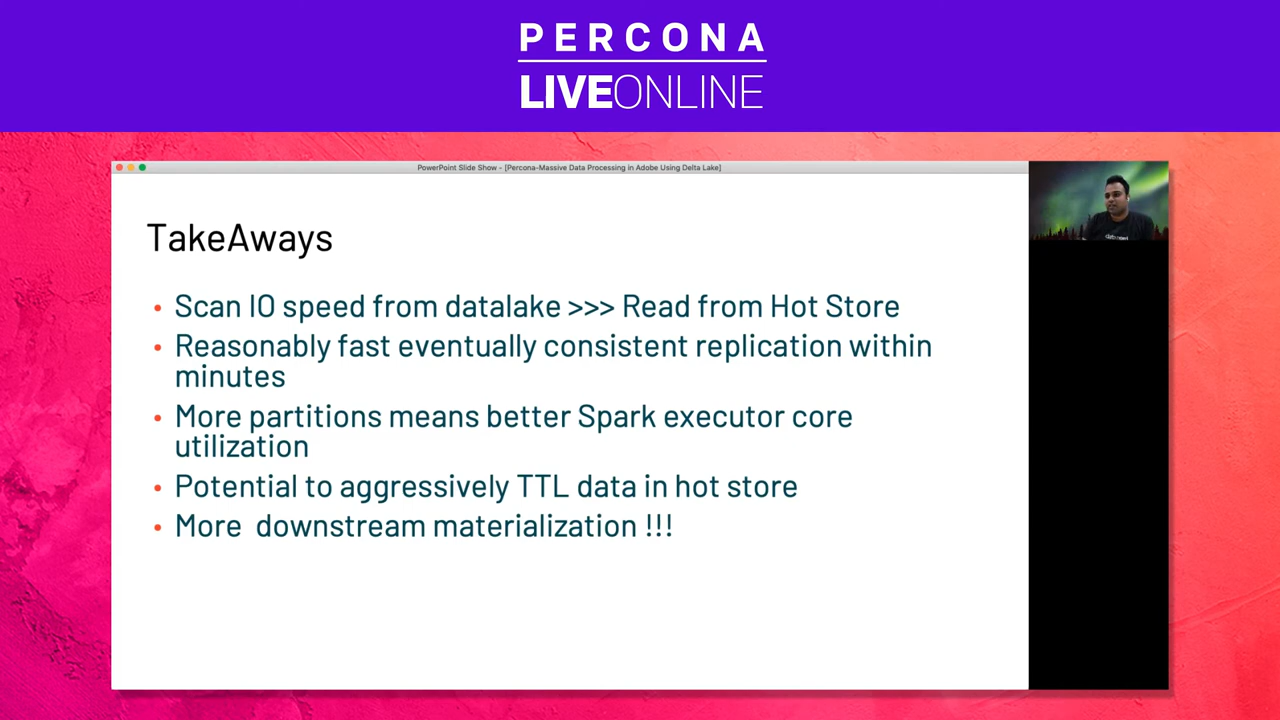 PERCONA
LIVEONLINE
PowerPoint Slide Show - [Percona-Massive Data Processing in Adobe Using Delta Lake]
TakeAways
• Scan IO speed from datalake >>> Read from Hot Store
• Reasonably fast eventually consistent replication within
minutes
• More partitions means better Spark executor core
utilization
• Potential to aggressively TTL data in hot store
• More  downstream materialization !!!